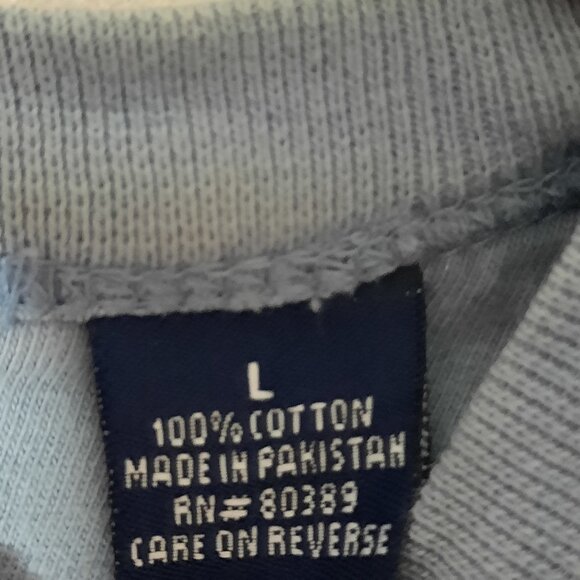 L
100% COTTON
MADE IN PAKISTAN
RN# 80389
CARE ON REVERSE